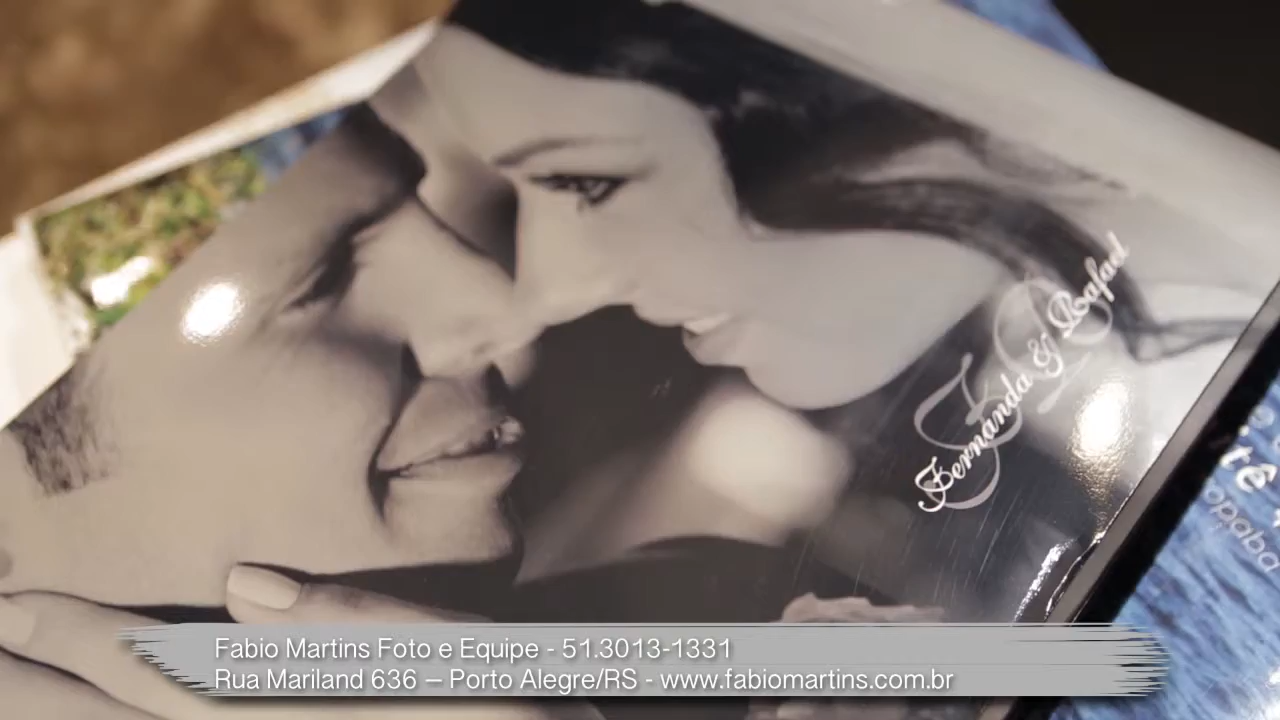 Fernanda & Rafael
Fabio Martins Foto e Equipe - 51.3013-1331
Rua Mariland 636 – Porto Alegre/RS - www.fabiomartins.com.br